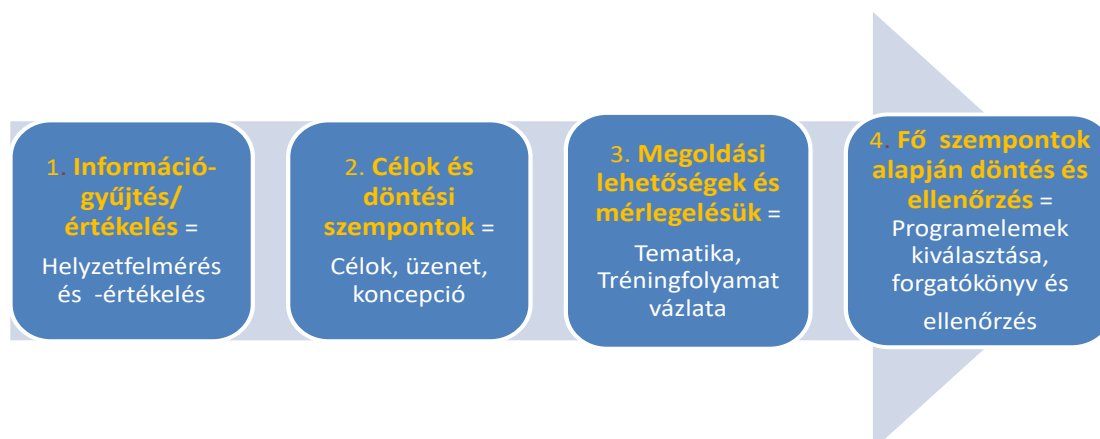 1. Információ-
gyűjtés/
értékelés =
Helyzetfelmérés
és -értékelés
2. Célok és
döntési
szempontok =
Célok, üzenet,
koncepció
3. Megoldási
lehetőségek és
mérlegelésük =
Tematika,
Tréningfolyamat
vázlata
4. Fő szempontok
alapján döntés és
ellenőrzés =
Programelemek
kiválasztása,
forgatókönyv és
ellenőrzés